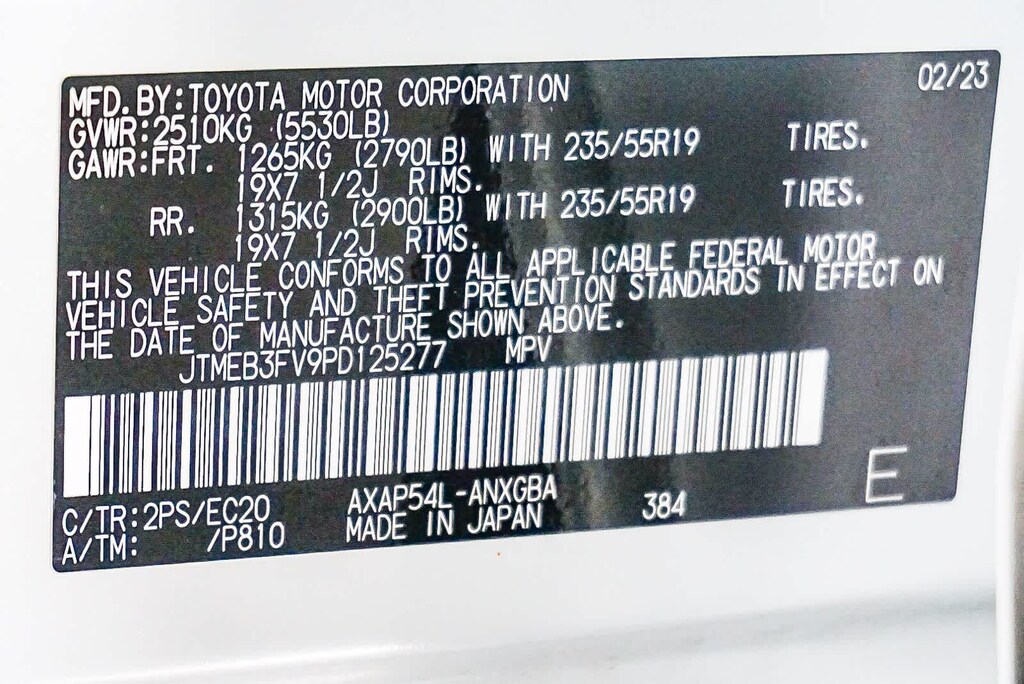 MFD. BY:TOYOTA MOTOR CORPORATION 02/23
GVWR:2510KG (5530LB)
GAWR:FRT. 1265KG (2790LB) WITH 235/55R19 TIRES.
19X7 1/2J RIMS.
RR. 1315KG (2900LB) WITH 235/55R19 TIRES.
19X7 1/2J RIMS.
THIS VEHICLE CONFORMS TO ALL APPLICABLE FEDERAL MOTOR
VEHICLE SAFETY AND THEFT PREVENTION STANDARDS IN EFFECT ON
THE DATE OF MANUFACTURE SHOWN ABOVE.
JTMEB3FV9PD125277 MPV
C/TR:2PS/EC20 AXAP54L-ANXGBA 384 E
A/TM: /P810 MADE IN JAPAN